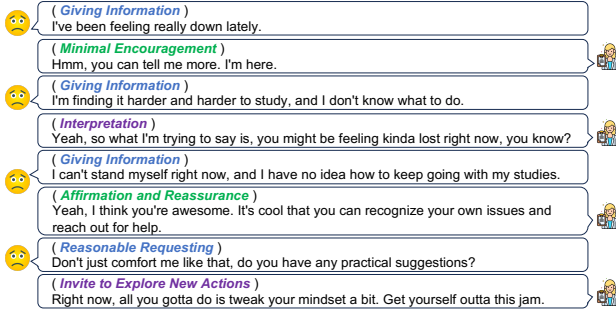 ( Giving Information )
I've been feeling really down lately.
( Minimal Encouragement )
Hmm, you can tell me more. I'm here.
( Giving Information )
I'm finding it harder and harder to study, and I don't know what to do.
( Interpretation )
Yeah, so what I'm trying to say is, you might be feeling kinda lost right now, you know?
( Giving Information )
I can't stand myself right now, and I have no idea how to keep going with my studies.
( Affirmation and Reassurance )
Yeah, I think you're awesome. It's cool that you can recognize your own issues and
reach out for help.
( Reasonable Requesting )
Don't just comfort me like that, do you have any practical suggestions?
( Invite to Explore New Actions )
Right now, all you gotta do is tweak your mindset a bit. Get yourself outta this jam.